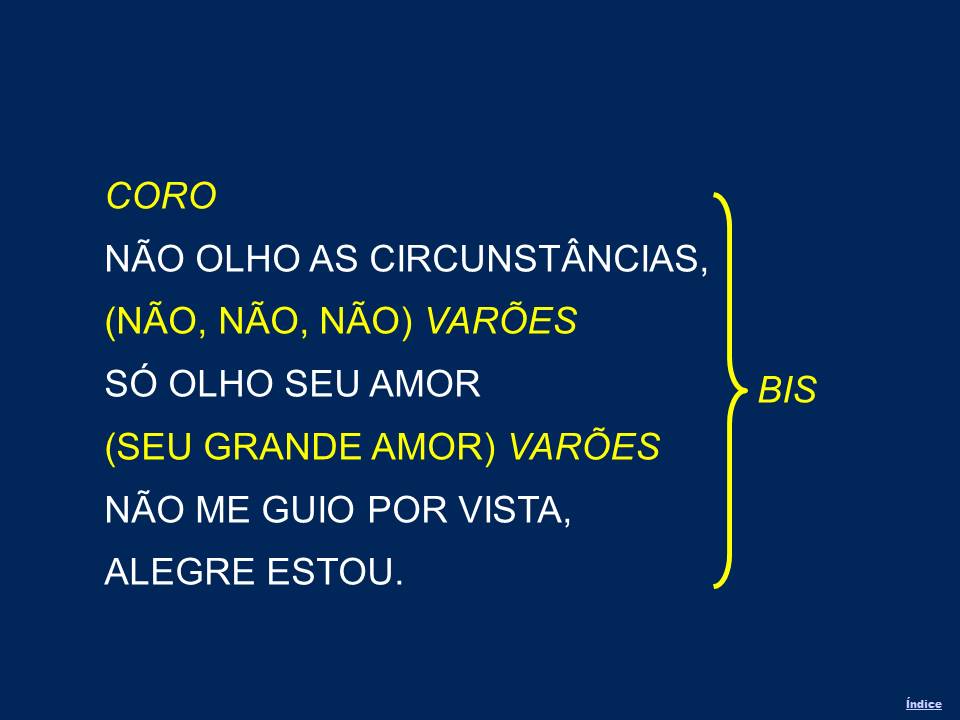 CORO
NÃO OLHO AS CIRCUNSTÂNCIAS,
(NÃO, NÃO, NÃO) VARÕES
SÓ OLHO SEU AMOR
(SEU GRANDE AMOR) VARÕES
NÃO ME GUIO POR VISTA,
ALEGRE ESTOU.
BIS
Índice